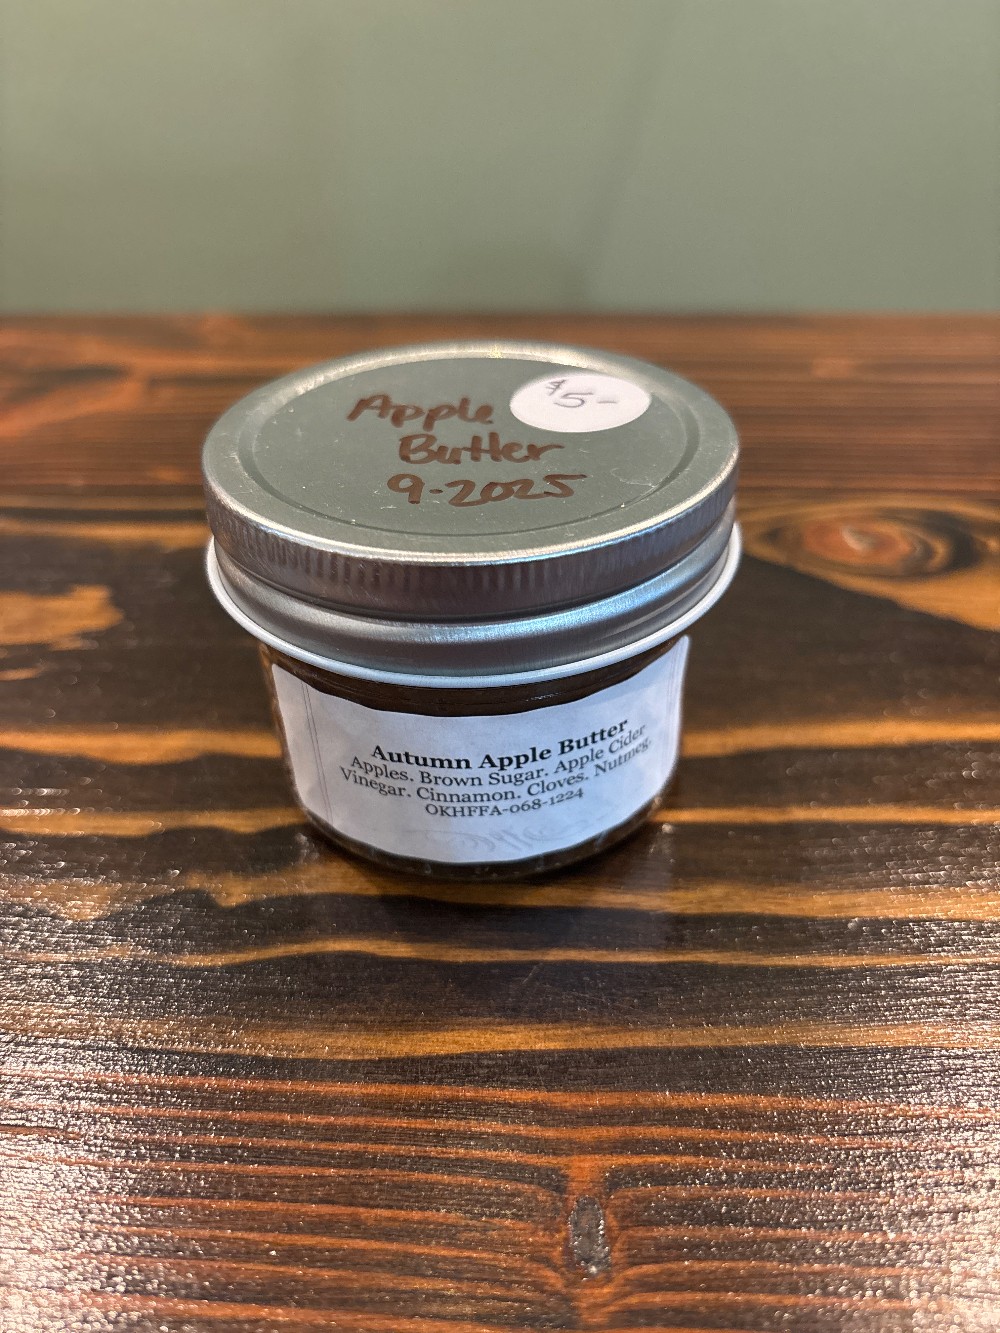 Apple
$5-
Butter
9-2025
Autumn Apple Butter
Apples. Brown Sugar. Apple Cider
Vinegar. Cinnamon. Cloves. Nutmeg.
OKHFFA-068-1224